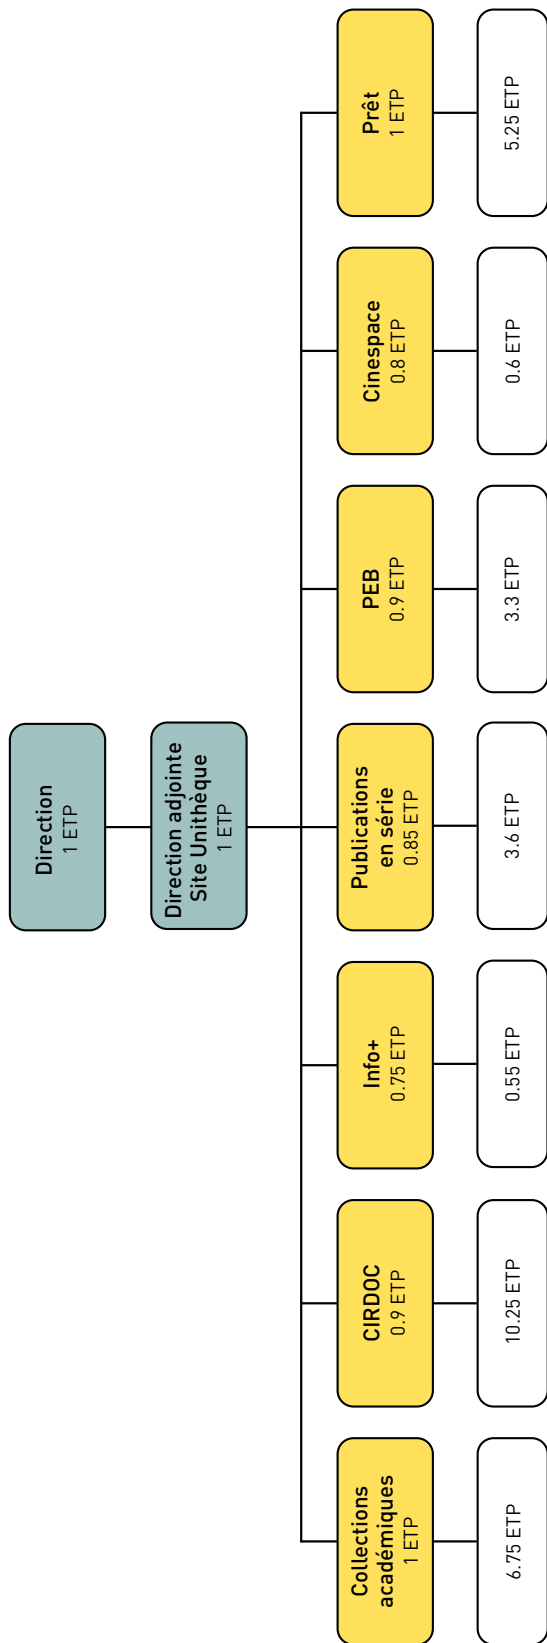 Direction
1 ETP
Direction adjointe
Site Unithèque
1 ETP
Collections
académiques
1 ETP
CIRDOC
0.9 ETP
Info+
0.75 ETP
Publications
en série
0.85 ETP
PEB
0.9 ETP
Cinespace
0.8 ETP
Prêt
1 ETP
6.75 ETP
10.25 ETP
0.55 ETP
3.6 ETP
3.3 ETP
0.6 ETP
5.25 ETP